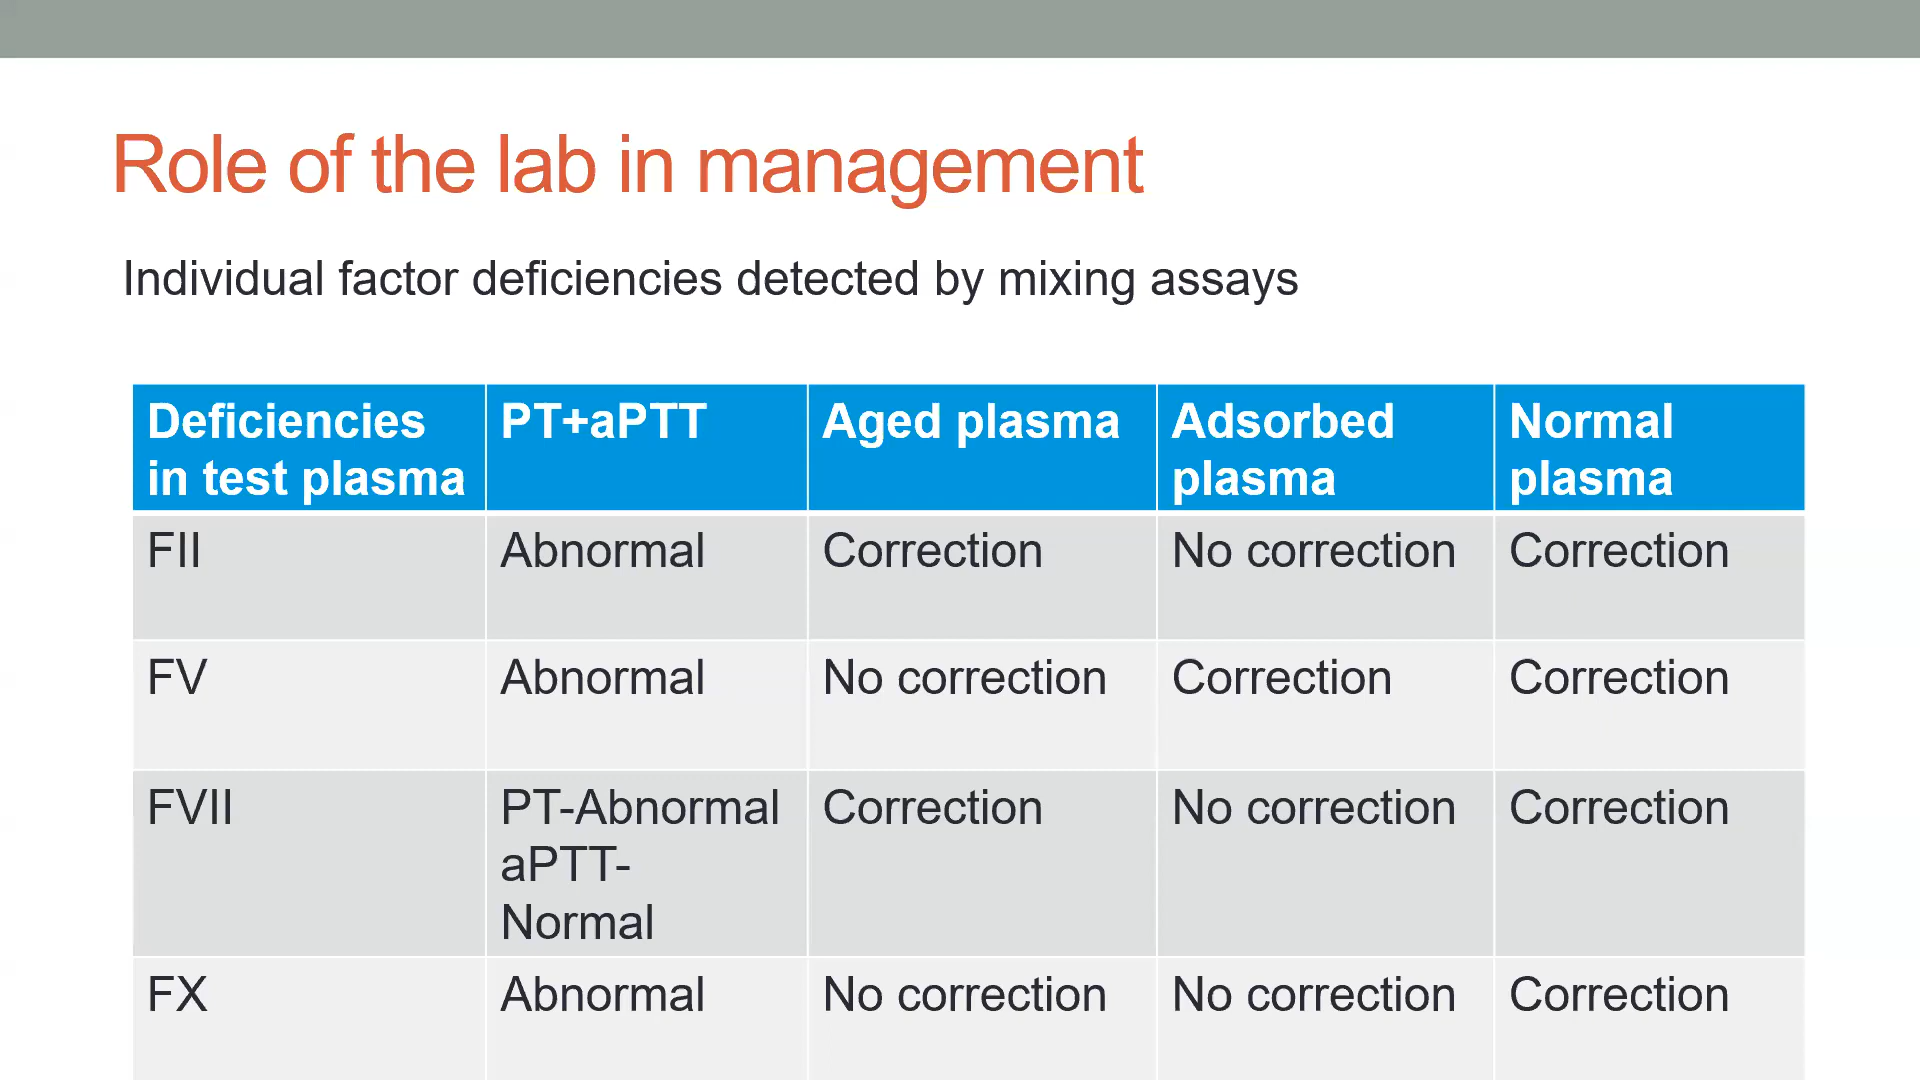 Role of the lab in management
Individual factor deficiencies detected by mixing assays
Deficiencies in test plasma | PT+aPTT | Aged plasma | Adsorbed plasma | Normal plasma
FII | Abnormal | Correction | No correction | Correction
FV | Abnormal | No correction | Correction | Correction
FVII | PT-Abnormal aPTT-Normal | Correction | No correction | Correction
FX | Abnormal | No correction | No correction | Correction